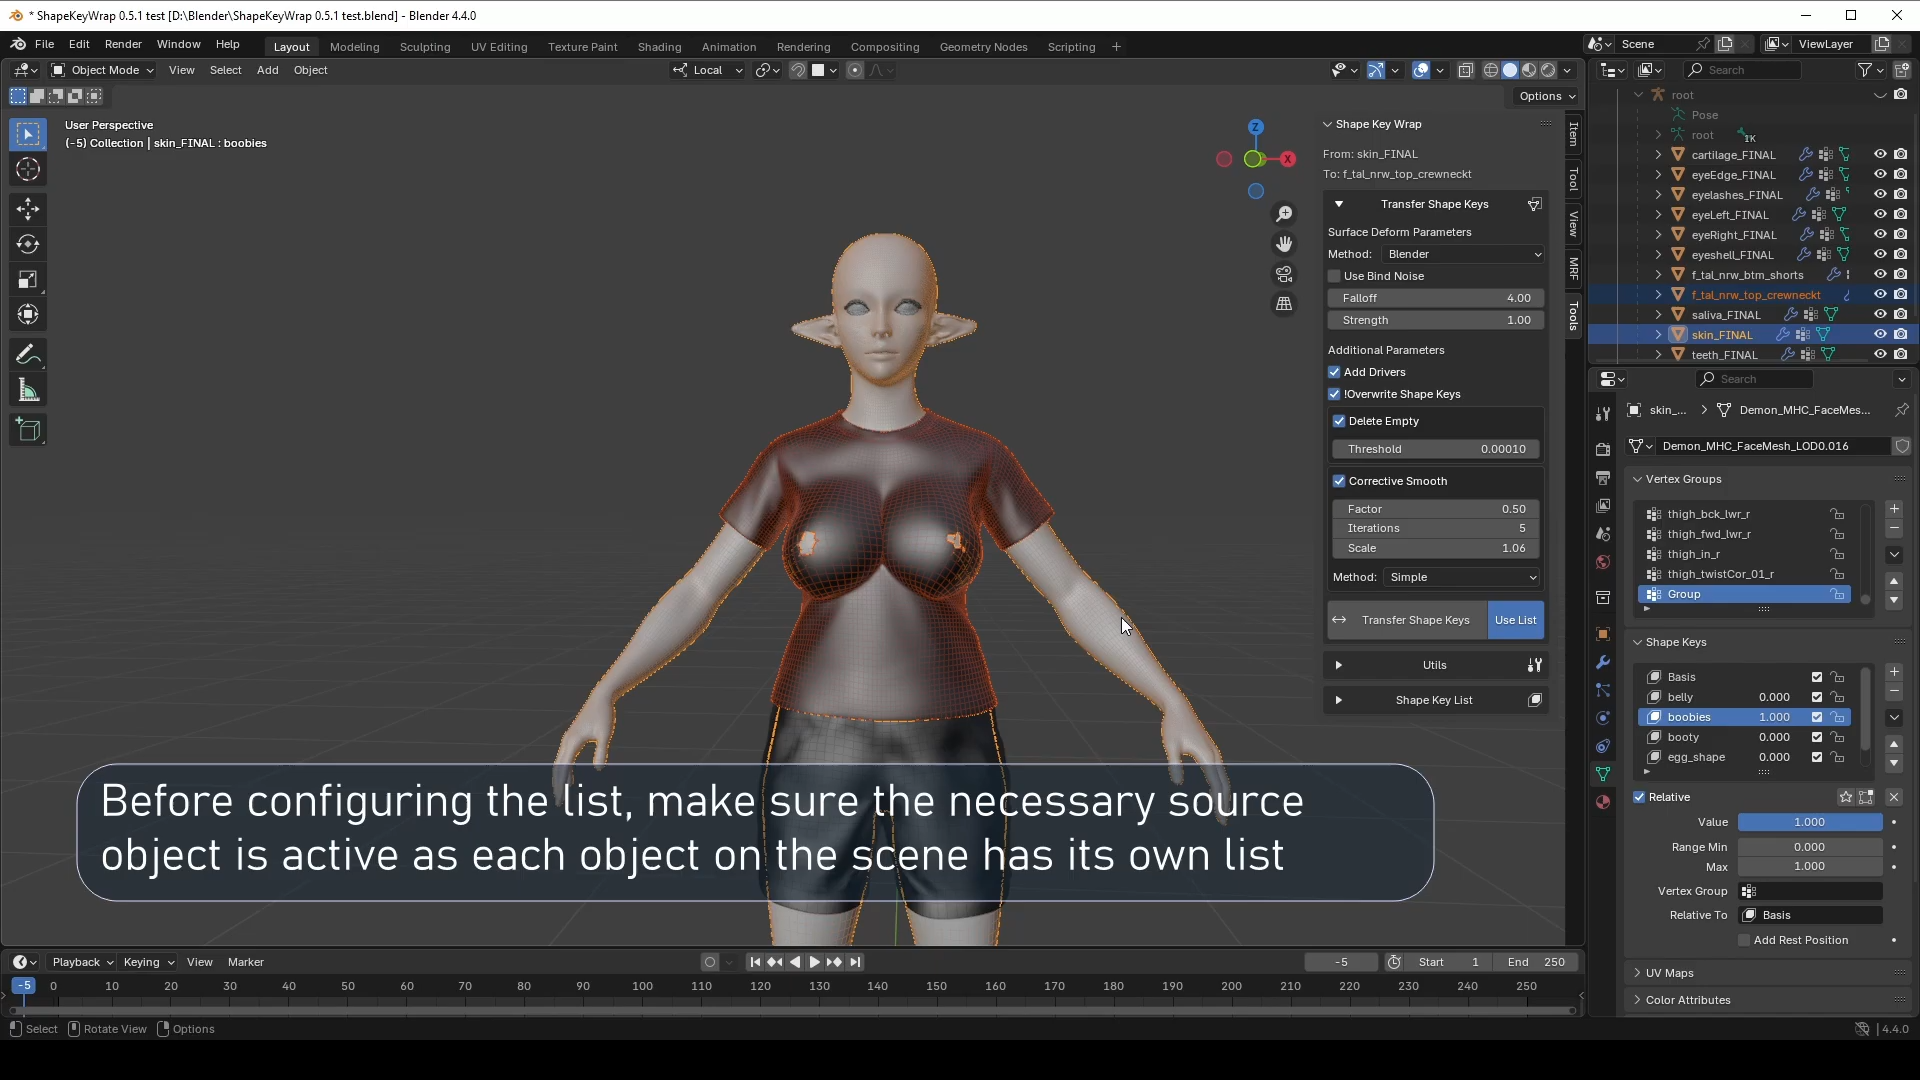 * ShapeKeyWrap 0.5.1 test [D:\Blender\ShapeKeyWrap 0.5.1 test.blend] - Blender 4.4.0
File Edit Render Window Help
Layout Modeling Sculpting UV Editing Texture Paint Shading Animation Rendering Compositing Geometry Nodes Scripting +
Scene
ViewLayer
Object Mode View Select Add Object
Local
Options
User Perspective
(-5) Collection | skin_FINAL : boobies
Z
X
Shape Key Wrap
From: skin_FINAL
To: f_tal_nrw_top_crewneckt
Transfer Shape Keys
Surface Deform Parameters
Method: Blender
Use Bind Noise
Falloff 4.00
Strength 1.00
Additional Parameters
Add Drivers
!Overwrite Shape Keys
Delete Empty
Threshold 0.00010
Corrective Smooth
Factor 0.50
Iterations 5
Scale 1.06
Method: Simple
Transfer Shape Keys Use List
Utils
Shape Key List
Item
Tool
View
MRF
Tools
Search
root
Pose
root 1K
cartilage_FINAL
eyeEdge_FINAL
eyelashes_FINAL
eyeLeft_FINAL
eyeRight_FINAL
eyeshell_FINAL
f_tal_nrw_btm_shorts
f_tal_nrw_top_crewneckt
saliva_FINAL
skin_FINAL
teeth_FINAL
Search
skin_... Demon_MHC_FaceMes...
Demon_MHC_FaceMesh_LOD0.016
Vertex Groups
thigh_bck_lwr_r
thigh_fwd_lwr_r
thigh_in_r
thigh_twistCor_01_r
Group
Shape Keys
Basis
belly 0.000
boobies 1.000
booty 0.000
egg_shape 0.000
Relative
Value 1.000
Range Min 0.000
Max 1.000
Vertex Group
Relative To Basis
Add Rest Position
UV Maps
Color Attributes
Before configuring the list, make sure the necessary source
object is active as each object on the scene has its own list
Playback Keying View Marker
-5 Start 1 End 250
-5 0 10 20 30 40 50 60 70 80 90 100 110 120 130 140 150 160 170 180 190 200 210 220 230 240 250
Select Rotate View Options
4.4.0